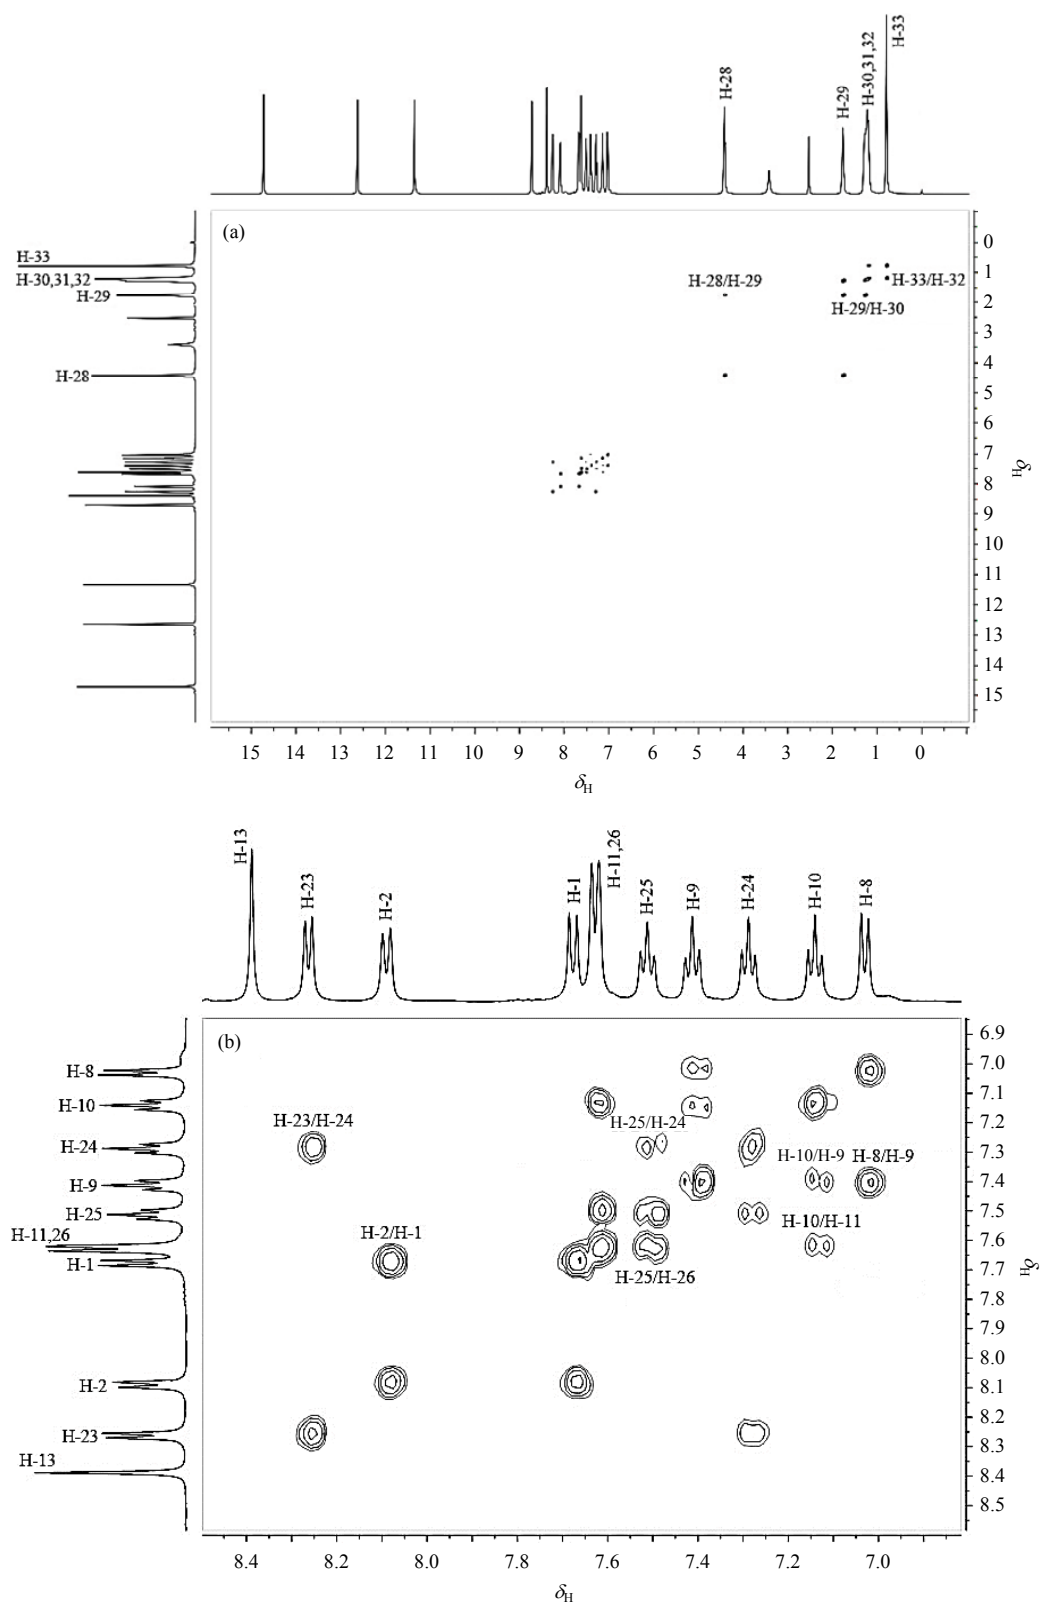 H-28
H-29
H-30,31,32
H-33
(a)
H-33
H-30,31,32
H-29
H-28
H-28/H-29
H-33/H-32
H-29/H-30
0
1
2
3
4
5
6
7
8
9
10
11
12
13
14
15
δH
15 14 13 12 11 10 9 8 7 6 5 4 3 2 1 0
δH
H-13
H-23
H-2
H-1
H-11,26
H-25
H-9
H-24
H-10
H-8
(b)
H-8
H-10
H-24
H-9
H-25
H-11,26
H-1
H-2
H-23
H-13
H-23/H-24
H-25/H-24
H-10/H-9
H-8/H-9
H-2/H-1
H-10/H-11
H-25/H-26
6.9
7.0
7.1
7.2
7.3
7.4
7.5
7.6
7.7
7.8
7.9
8.0
8.1
8.2
8.3
8.4
8.5
δH
8.4 8.2 8.0 7.8 7.6 7.4 7.2 7.0
δH